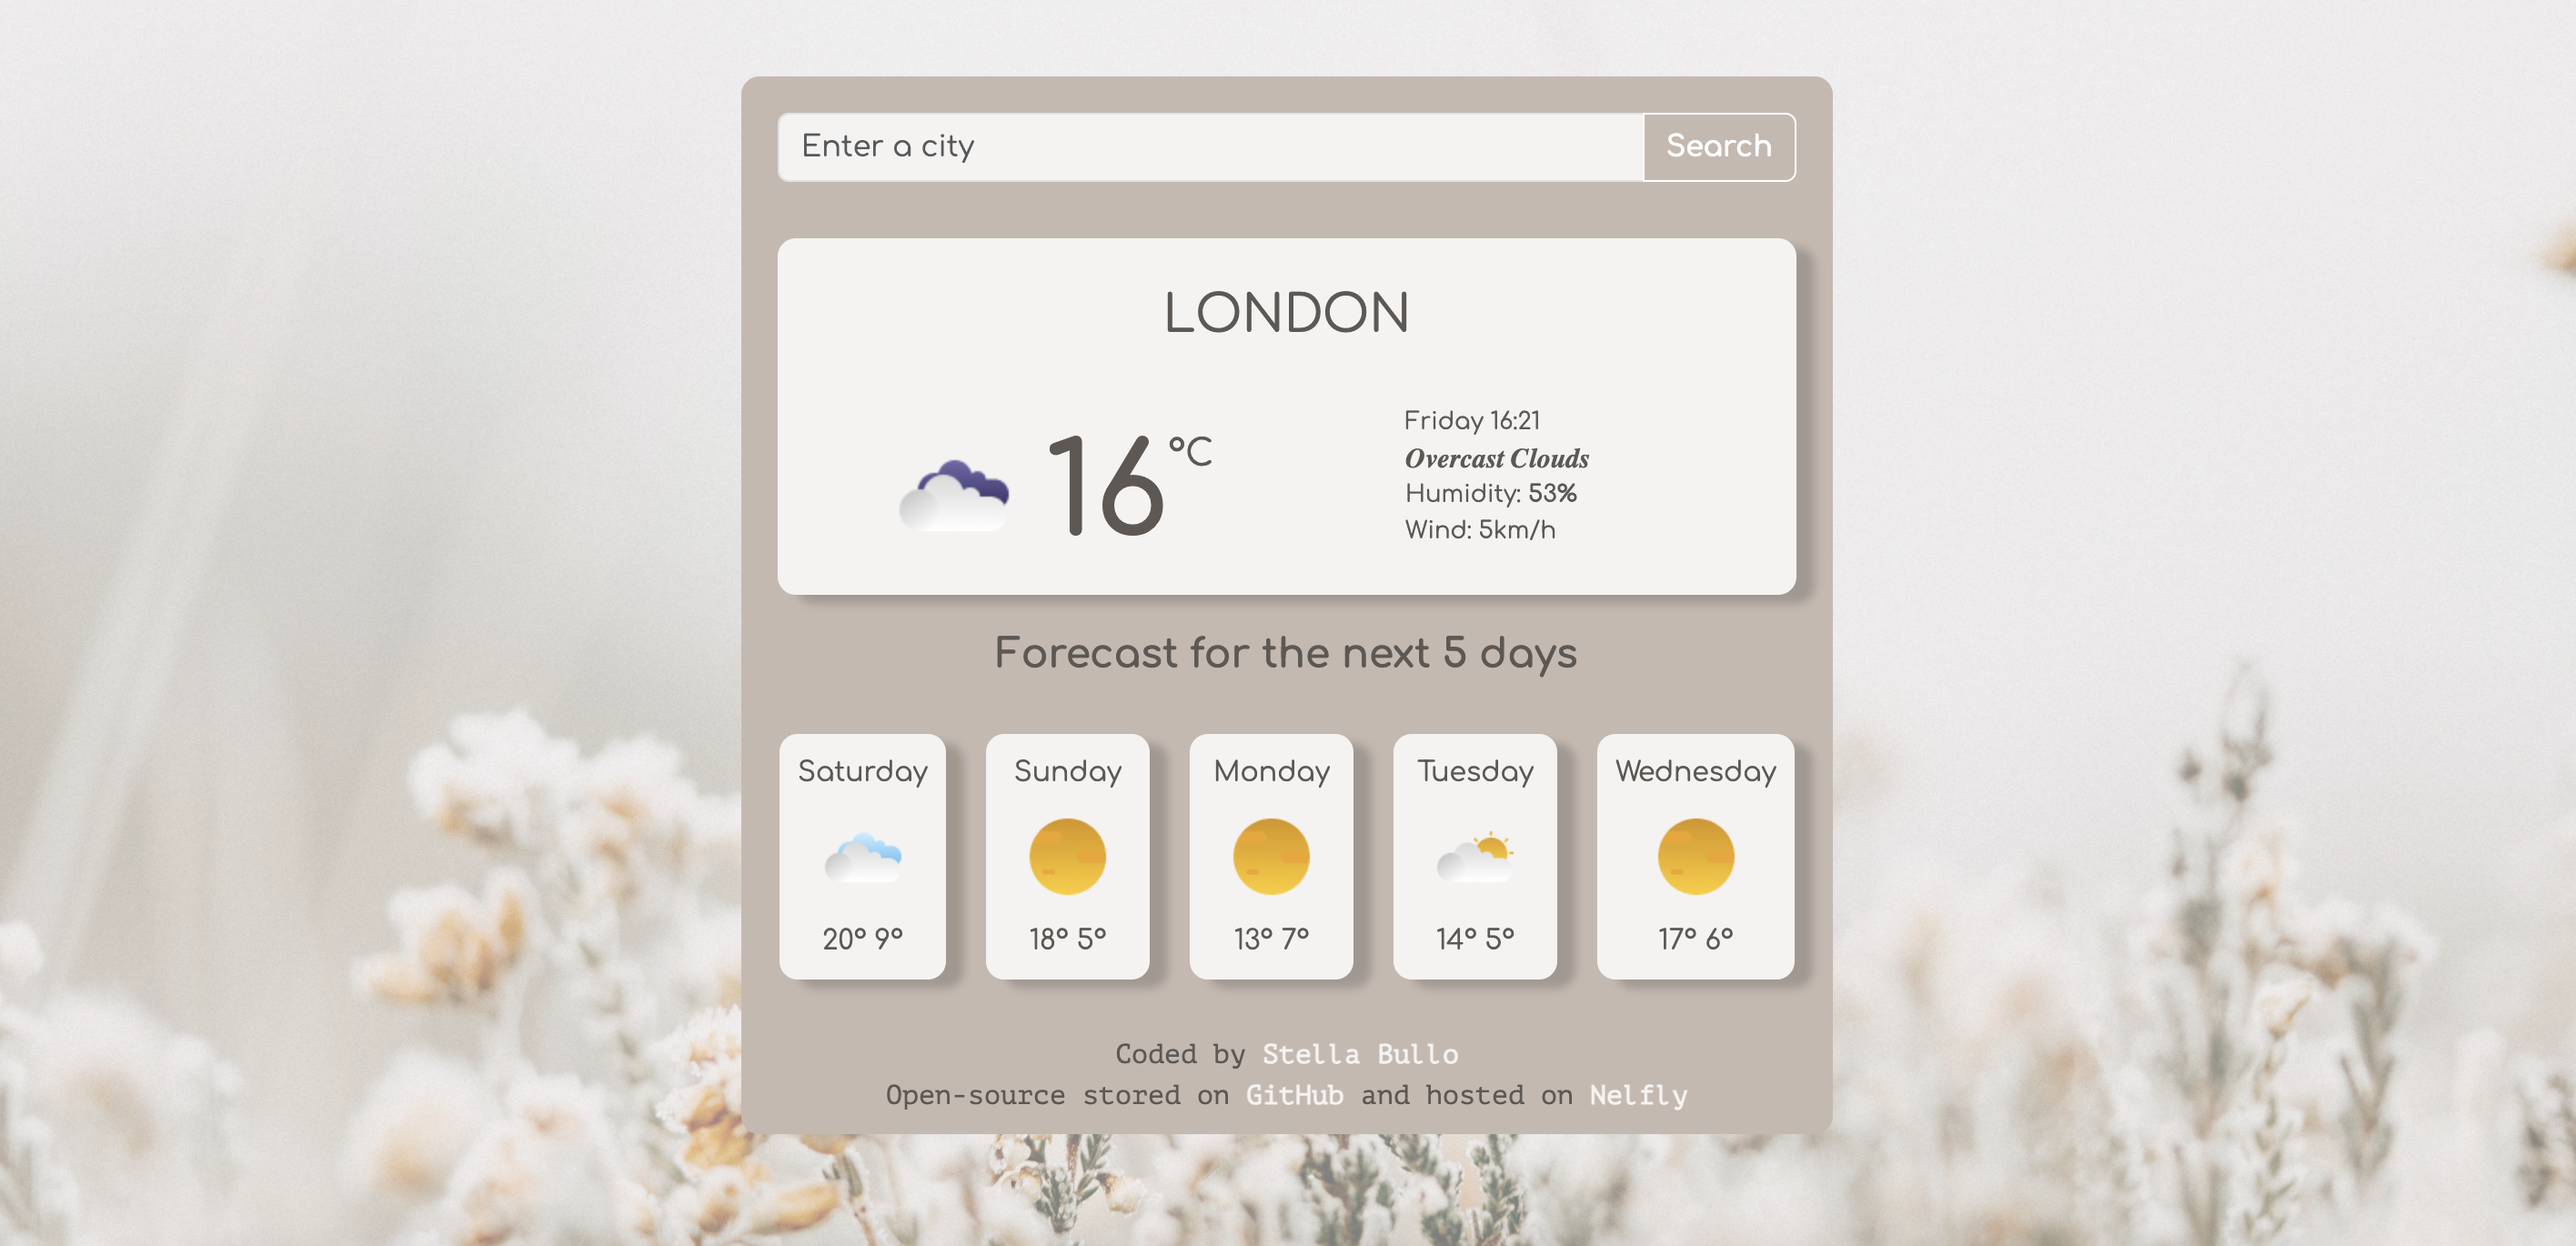 Enter a city
Search
LONDON
16 °C
Friday 16:21
Overcast Clouds
Humidity: 53%
Wind: 5km/h
Forecast for the next 5 days
Saturday
20° 9°
Sunday
18° 5°
Monday
13° 7°
Tuesday
14° 5°
Wednesday
17° 6°
Coded by Stella Bullo
Open-source stored on GitHub and hosted on Nelfly